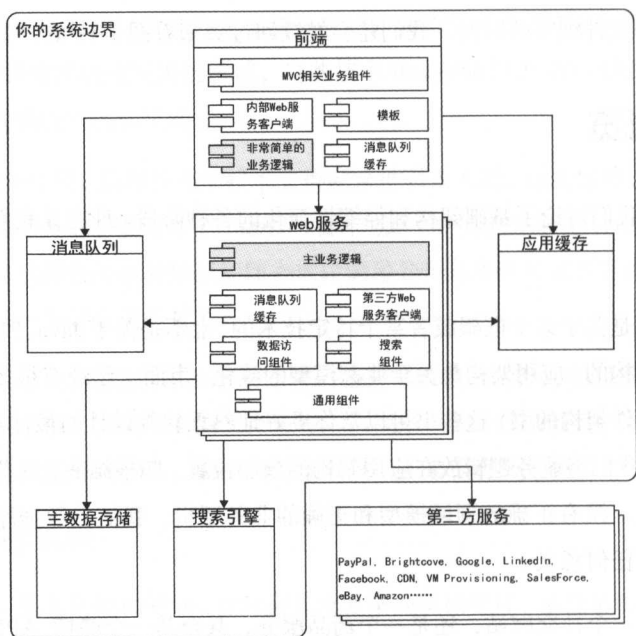 你的系统边界
前端
MVC相关业务组件
内部Web服
务客户端
模板
非常简单的
业务逻辑
消息队列
缓存
web服务
消息队列
应用缓存
主业务逻辑
消息队列
缓存
第三方Web
服务客户端
数据访
问组件
搜索
组件
通用组件
主数据存储
搜索引擎
第三方服务
PayPal, Brightcove, Google, LinkedIn,
Facebook, CDN, VM Provisioning, SalesForce,
eBay, Amazon……